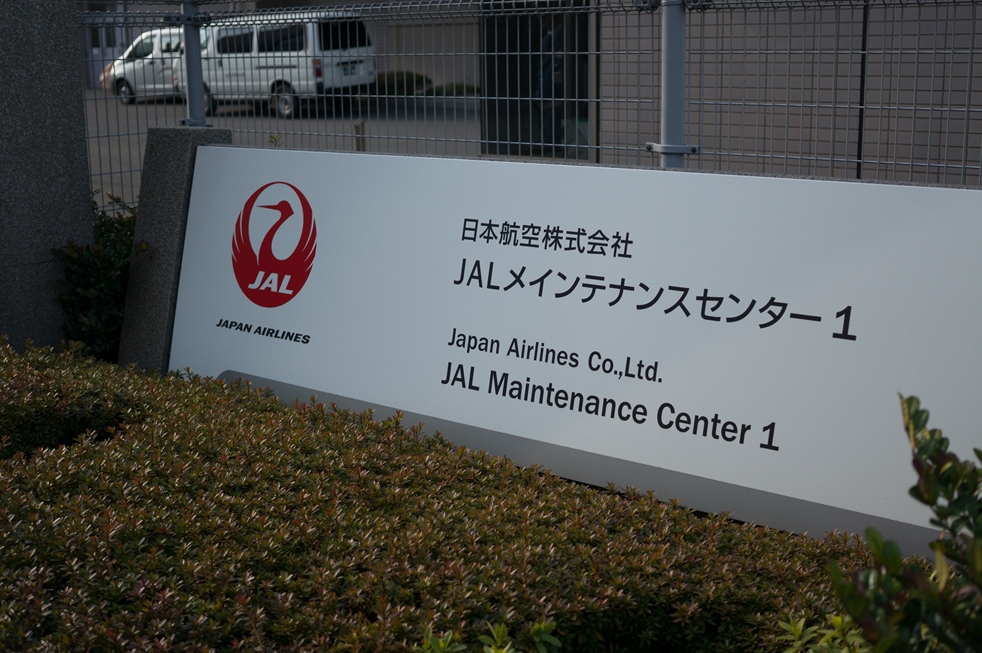 JAL
JAPAN AIRLINES
日本航空株式会社
JALメインテナンスセンター1
Japan Airlines Co.,Ltd.
JAL Maintenance Center 1